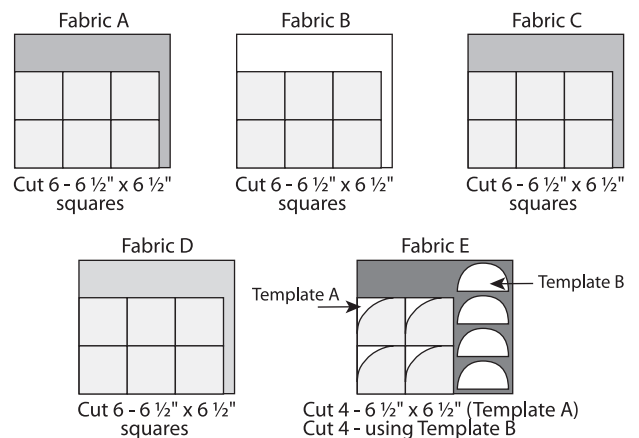 Fabric A
Cut 6 - 6 ½" x 6 ½"
squares
Fabric B
Cut 6 - 6 ½" x 6 ½"
squares
Fabric C
Cut 6 - 6 ½" x 6 ½"
squares
Fabric D
Cut 6 - 6 ½" x 6 ½"
squares
Fabric E
Template A
Template B
Cut 4 - 6 ½" x 6 ½" (Template A)
Cut 4 - using Template B